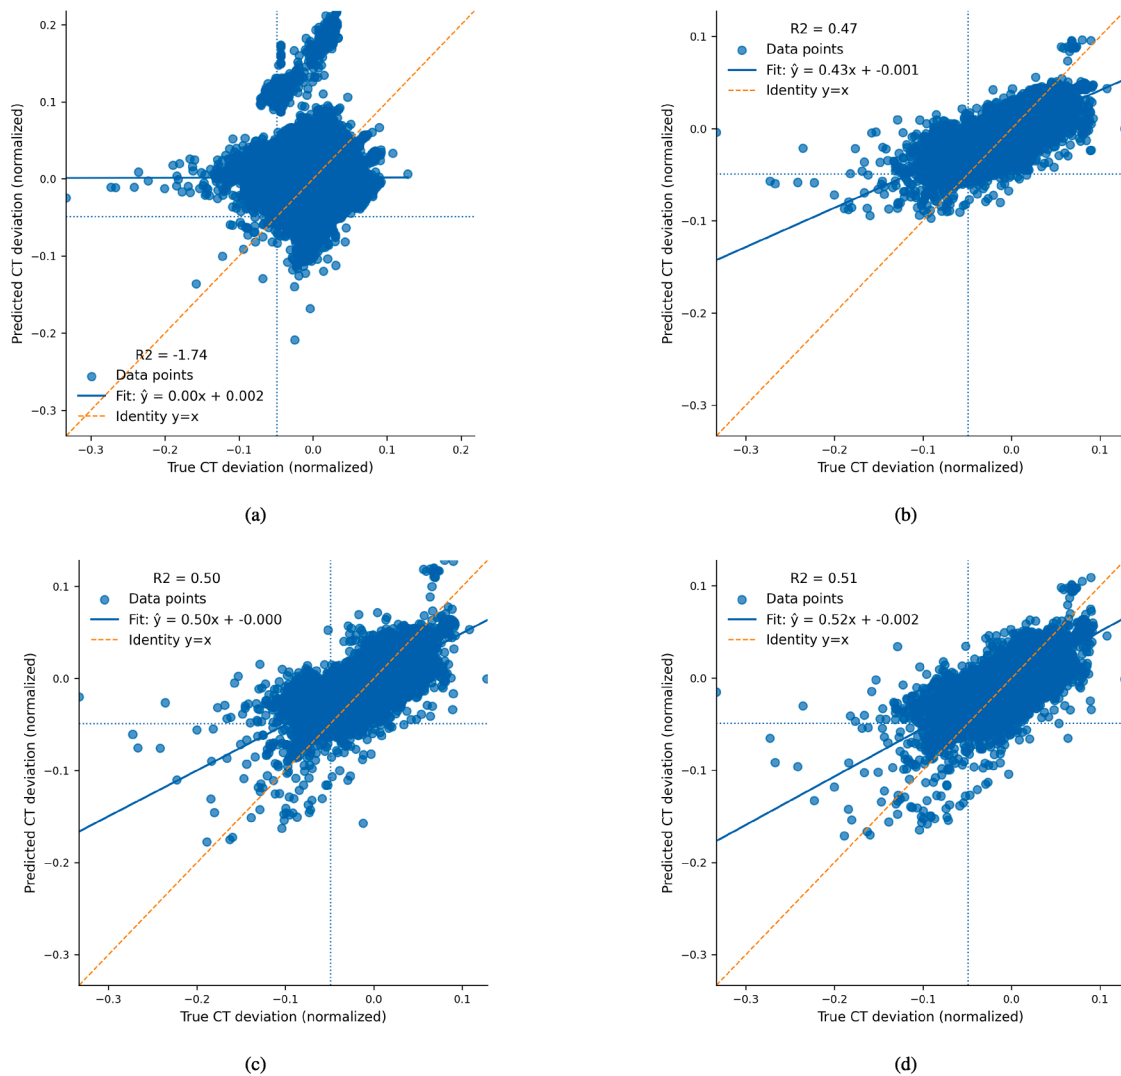 0.2
0.1
0.0
−0.1
−0.2
−0.3
Predicted CT deviation (normalized)
R2 = -1.74
Data points
Fit: ŷ = 0.00x + 0.002
Identity y=x
−0.3 −0.2 −0.1 0.0 0.1 0.2
True CT deviation (normalized)
(a)
0.1
0.0
−0.1
−0.2
−0.3
Predicted CT deviation (normalized)
R2 = 0.47
Data points
Fit: ŷ = 0.43x + -0.001
Identity y=x
−0.3 −0.2 −0.1 0.0 0.1
True CT deviation (normalized)
(b)
0.1
0.0
−0.1
−0.2
−0.3
Predicted CT deviation (normalized)
R2 = 0.50
Data points
Fit: ŷ = 0.50x + -0.000
Identity y=x
−0.3 −0.2 −0.1 0.0 0.1
True CT deviation (normalized)
(c)
0.1
0.0
−0.1
−0.2
−0.3
Predicted CT deviation (normalized)
R2 = 0.51
Data points
Fit: ŷ = 0.52x + -0.002
Identity y=x
−0.3 −0.2 −0.1 0.0 0.1
True CT deviation (normalized)
(d)